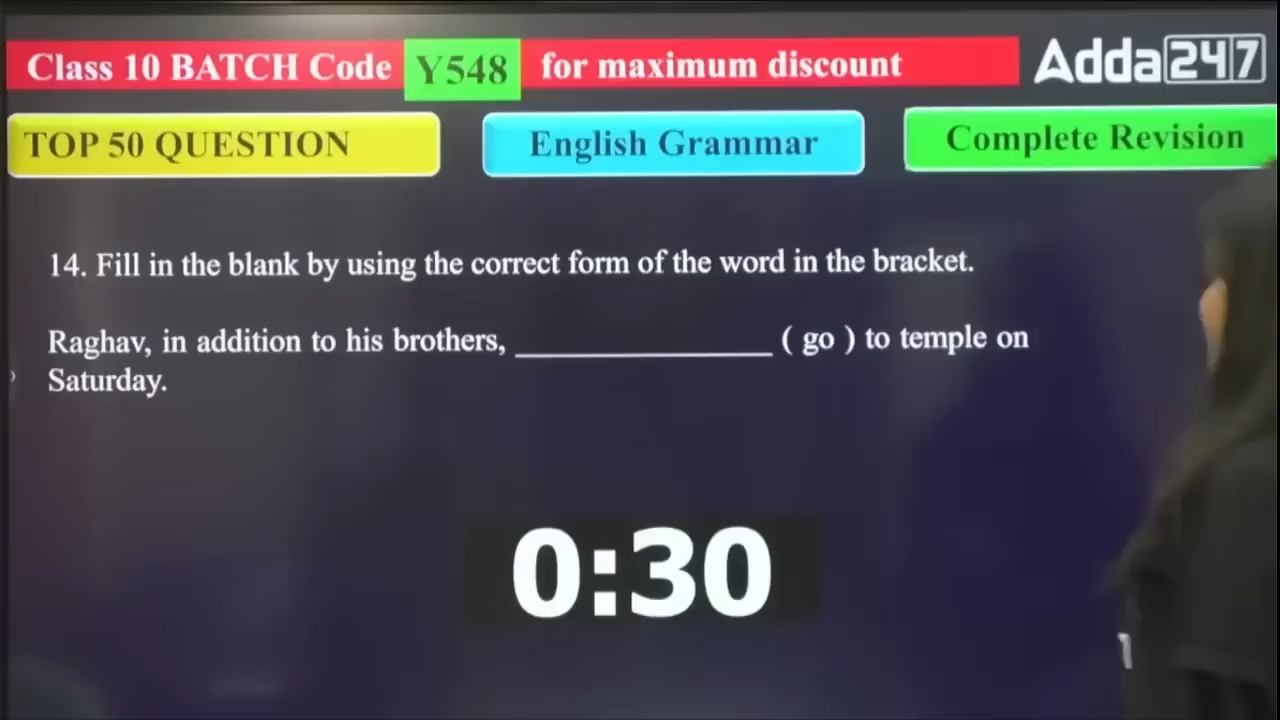 Class 10 BATCH Code Y548 for maximum discount
Adda247
TOP 50 QUESTION
English Grammar
Complete Revision
14. Fill in the blank by using the correct form of the word in the bracket.
Raghav, in addition to his brothers, ________________ ( go ) to temple on
Saturday.
0:30